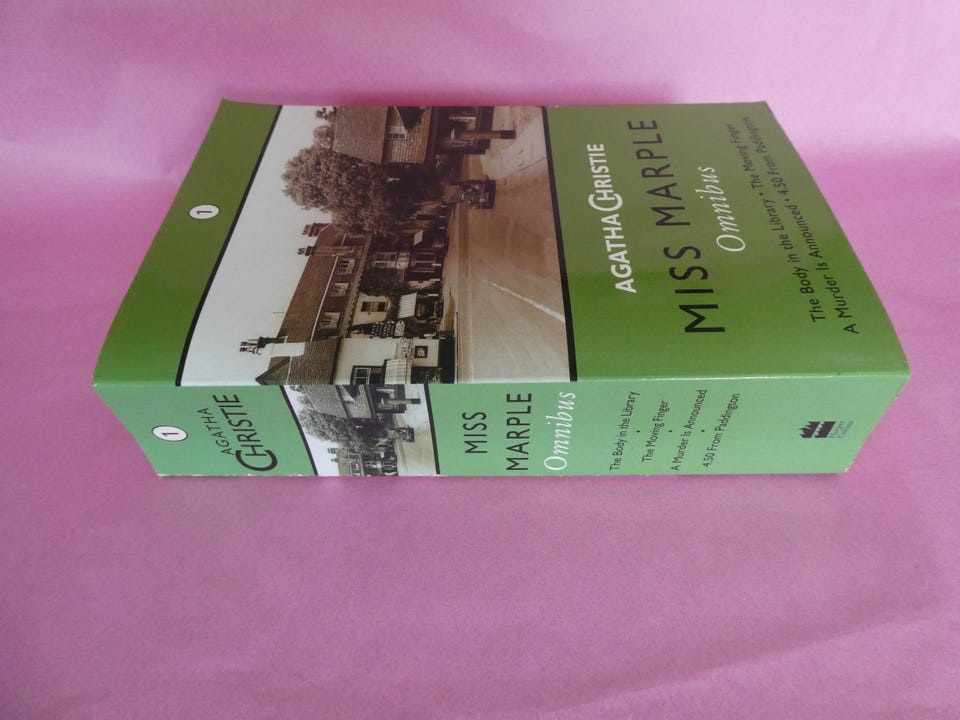 1
AGATHA CHRISTIE
MISS MARPLE
Omnibus
The Body in the Library • The Moving Finger
A Murder Is Announced • 4.50 From Paddington
1
AGATHA
CHRISTIE
MISS
MARPLE
Omnibus
The Body in the Library
•
The Moving Finger
•
A Murder Is Announced
•
4.50 From Paddington